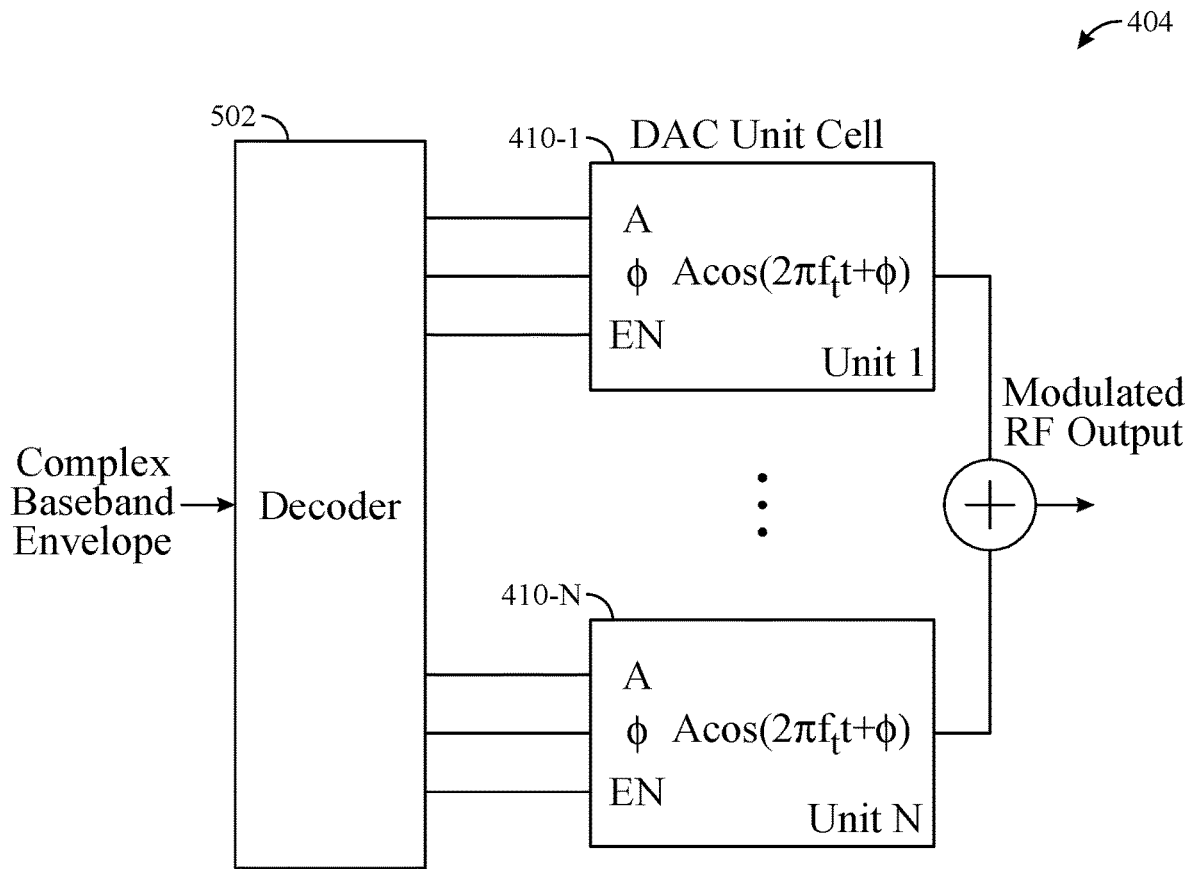 404
502
410-1
DAC Unit Cell
A
ϕ
Acos(2πfₜt+ϕ)
EN
Unit 1
Modulated
RF Output
Complex
Baseband
Envelope
Decoder
+
410-N
A
ϕ
Acos(2πfₜt+ϕ)
EN
Unit N